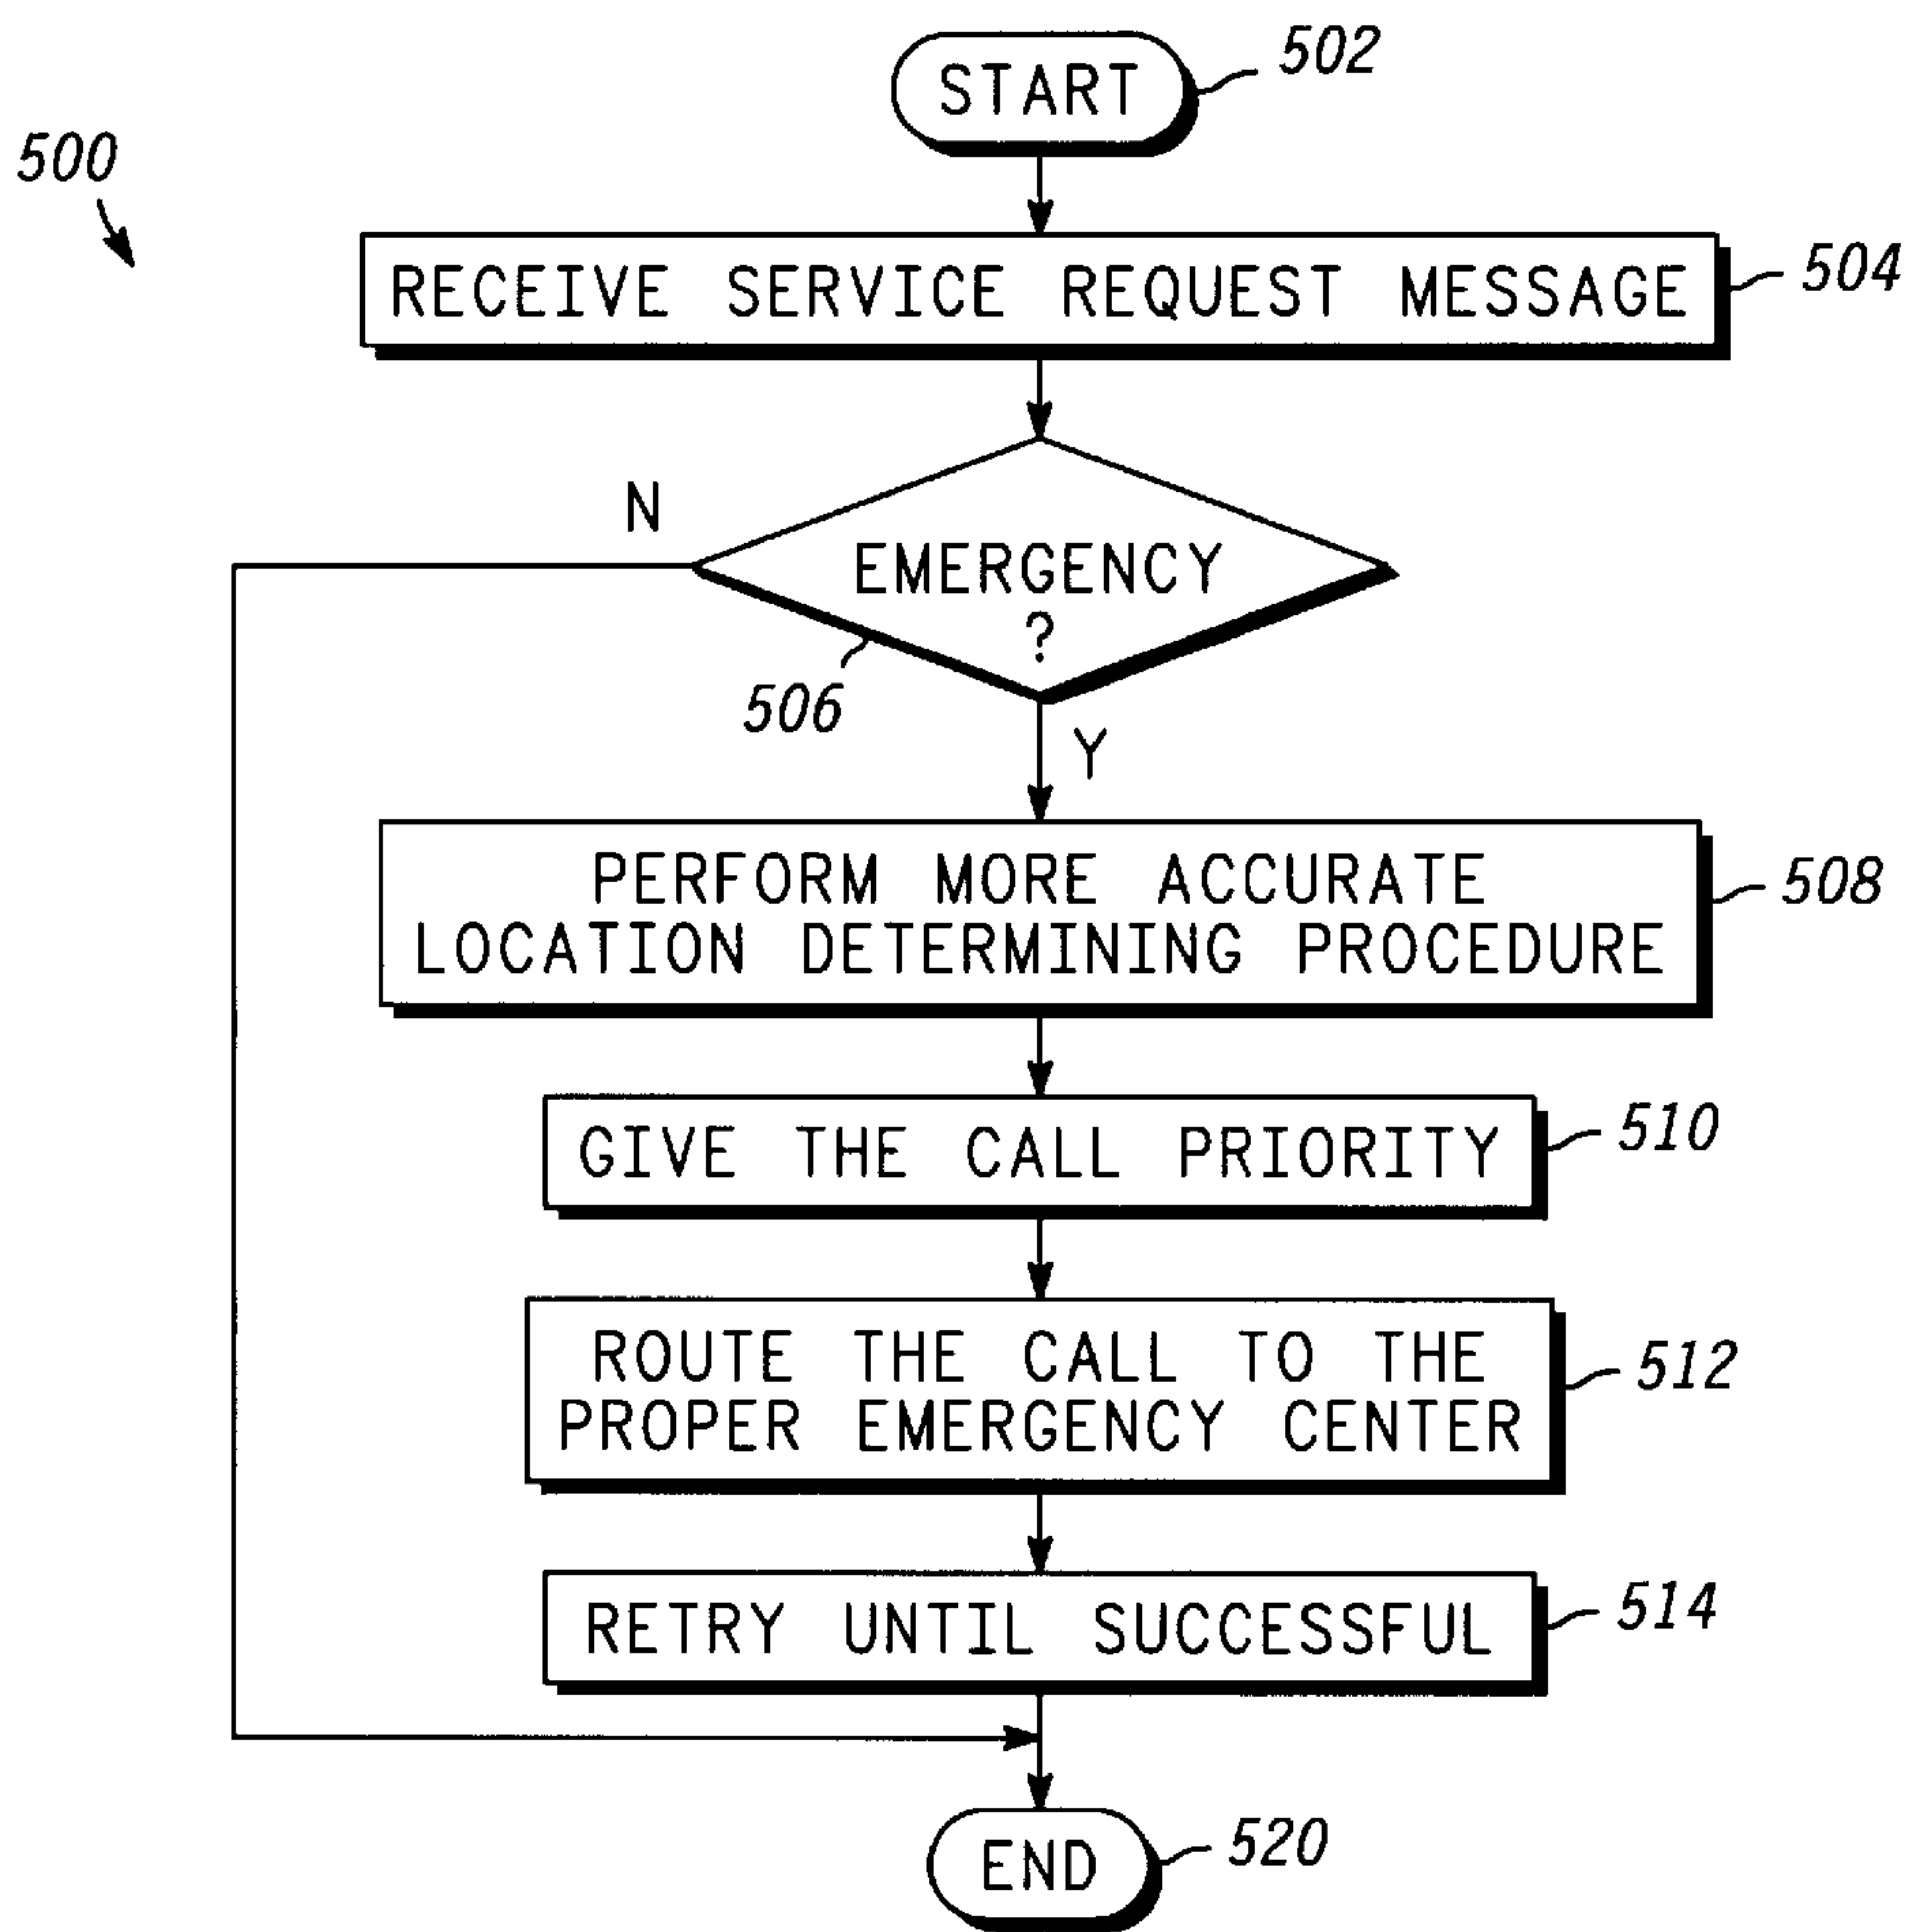 START
502
500
RECEIVE SERVICE REQUEST MESSAGE
504
N
EMERGENCY
?
506
Y
PERFORM MORE ACCURATE
LOCATION DETERMINING PROCEDURE
508
GIVE THE CALL PRIORITY
510
ROUTE THE CALL TO THE
PROPER EMERGENCY CENTER
512
RETRY UNTIL SUCCESSFUL
514
END
520